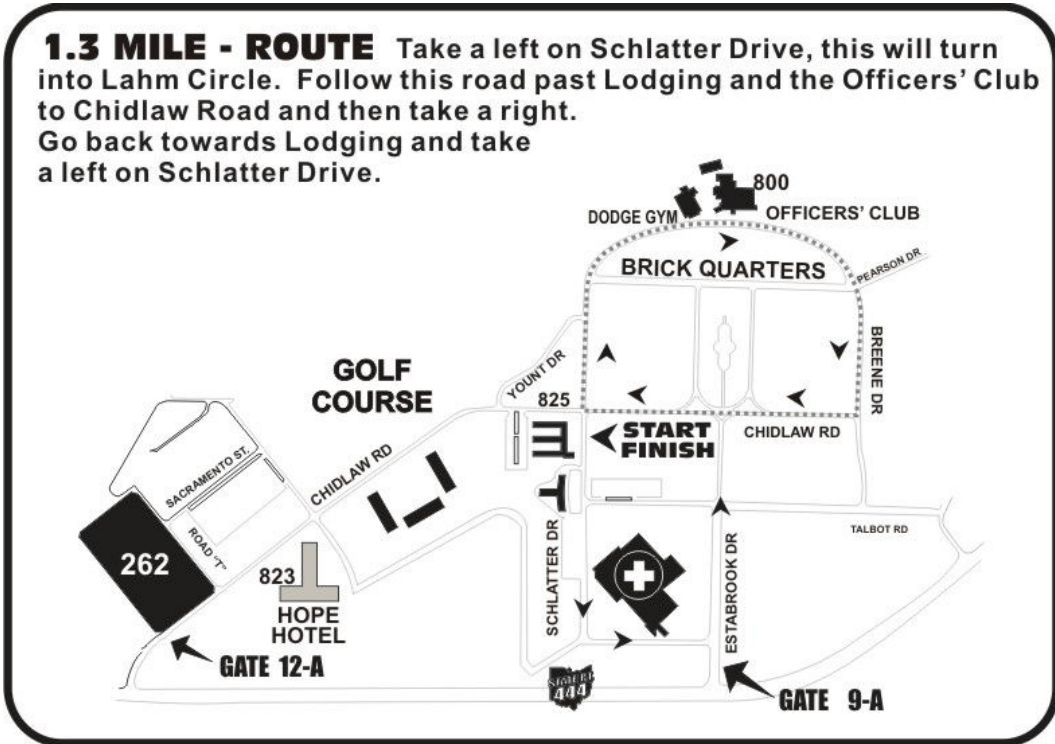 1.3 MILE - ROUTE Take a left on Schlatter Drive, this will turn
into Lahm Circle. Follow this road past Lodging and the Officers' Club
to Chidlaw Road and then take a right.
Go back towards Lodging and take
a left on Schlatter Drive.
800
DODGE GYM
OFFICERS' CLUB
BRICK QUARTERS
PEARSON DR
BREENE DR
GOLF
COURSE
YOUNT DR
825
START
FINISH
CHIDLAW RD
CHIDLAW RD
SACRAMENTO ST.
ROAD "T"
TALBOT RD
262
823
HOPE
HOTEL
SCHLATTER DR
ESTABROOK DR
GATE 12-A
444
GATE 9-A